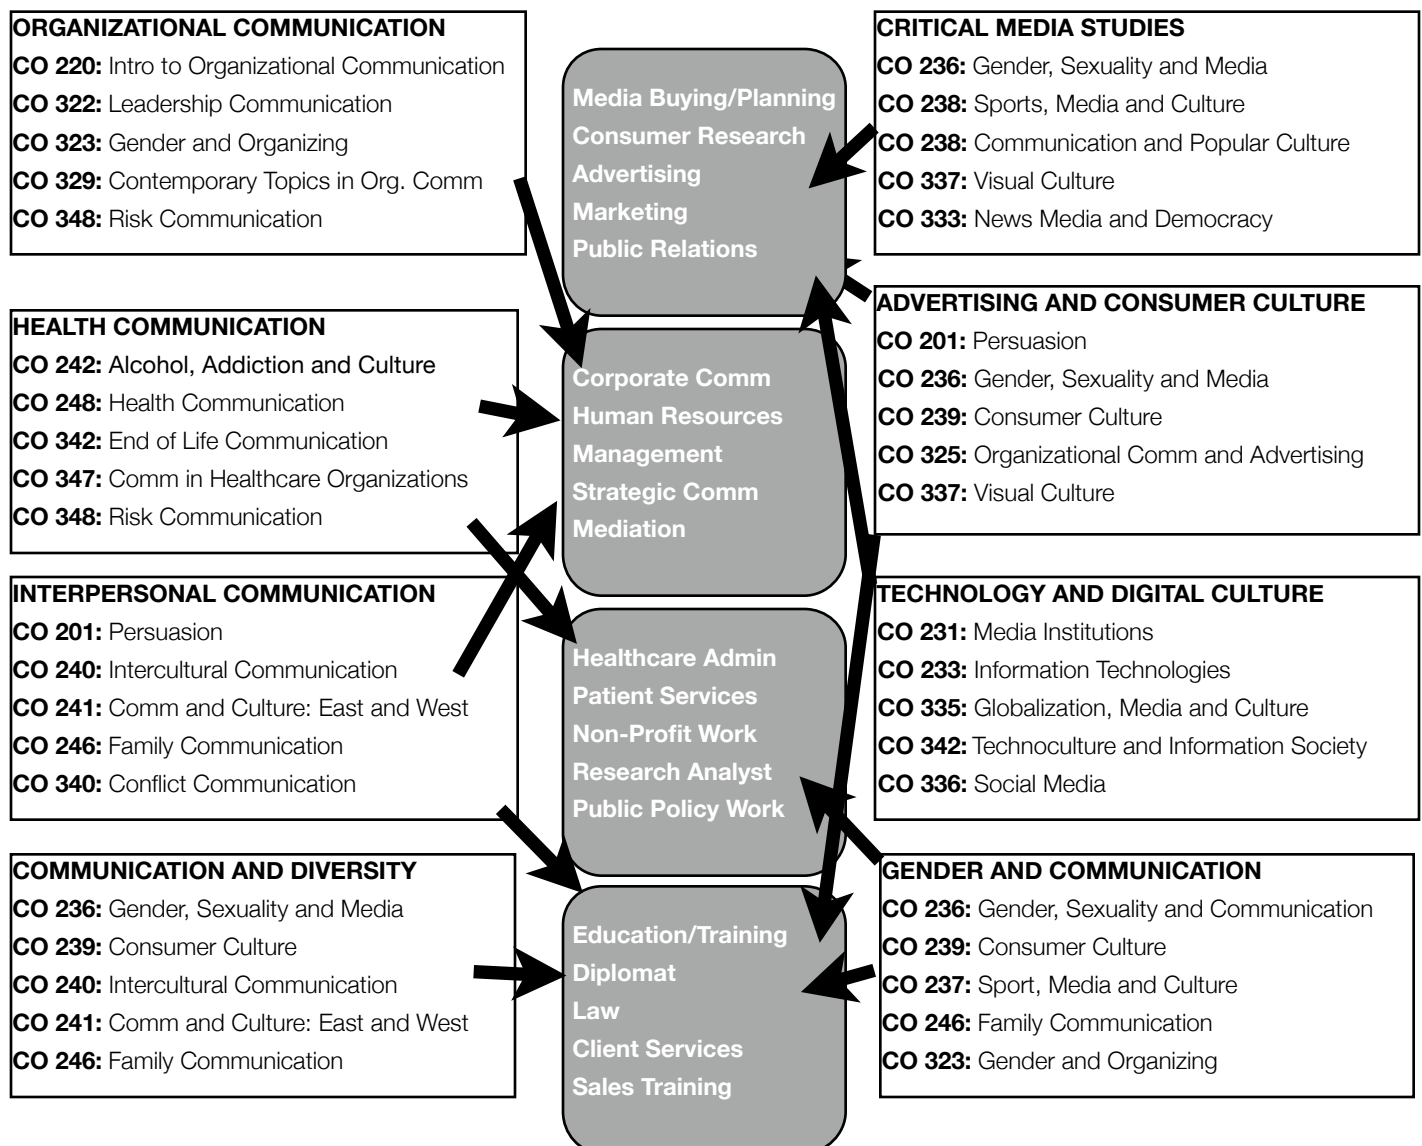 ORGANIZATIONAL COMMUNICATION
CO 220: Intro to Organizational Communication
CO 322: Leadership Communication
CO 323: Gender and Organizing
CO 329: Contemporary Topics in Org. Comm
CO 348: Risk Communication
HEALTH COMMUNICATION
CO 242: Alcohol, Addiction and Culture
CO 248: Health Communication
CO 342: End of Life Communication
CO 347: Comm in Healthcare Organizations
CO 348: Risk Communication
INTERPERSONAL COMMUNICATION
CO 201: Persuasion
CO 240: Intercultural Communication
CO 241: Comm and Culture: East and West
CO 246: Family Communication
CO 340: Conflict Communication
COMMUNICATION AND DIVERSITY
CO 236: Gender, Sexuality and Media
CO 239: Consumer Culture
CO 240: Intercultural Communication
CO 241: Comm and Culture: East and West
CO 246: Family Communication
Media Buying/Planning
Consumer Research
Advertising
Marketing
Public Relations
Corporate Comm
Human Resources
Management
Strategic Comm
Mediation
Healthcare Admin
Patient Services
Non-Profit Work
Research Analyst
Public Policy Work
Education/Training
Diplomat
Law
Client Services
Sales Training
CRITICAL MEDIA STUDIES
CO 236: Gender, Sexuality and Media
CO 238: Sports, Media and Culture
CO 238: Communication and Popular Culture
CO 337: Visual Culture
CO 333: News Media and Democracy
ADVERTISING AND CONSUMER CULTURE
CO 201: Persuasion
CO 236: Gender, Sexuality and Media
CO 239: Consumer Culture
CO 325: Organizational Comm and Advertising
CO 337: Visual Culture
TECHNOLOGY AND DIGITAL CULTURE
CO 231: Media Institutions
CO 233: Information Technologies
CO 335: Globalization, Media and Culture
CO 342: Technoculture and Information Society
CO 336: Social Media
GENDER AND COMMUNICATION
CO 236: Gender, Sexuality and Communication
CO 239: Consumer Culture
CO 237: Sport, Media and Culture
CO 246: Family Communication
CO 323: Gender and Organizing